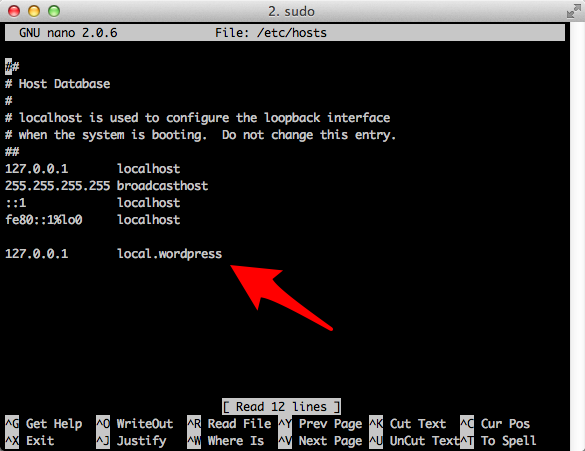 2. sudo
GNU nano 2.0.6 File: /etc/hosts
##
# Host Database
#
# localhost is used to configure the loopback interface
# when the system is booting.  Do not change this entry.
##
127.0.0.1       localhost
255.255.255.255 broadcasthost
::1             localhost
fe80::1%lo0     localhost
127.0.0.1       local.wordpress
[ Read 12 lines ]
^G Get Help  ^O WriteOut  ^R Read File ^Y Prev Page ^K Cut Text  ^C Cur Pos
^X Exit      ^J Justify   ^W Where Is  ^V Next Page ^U UnCut Text^T To Spell